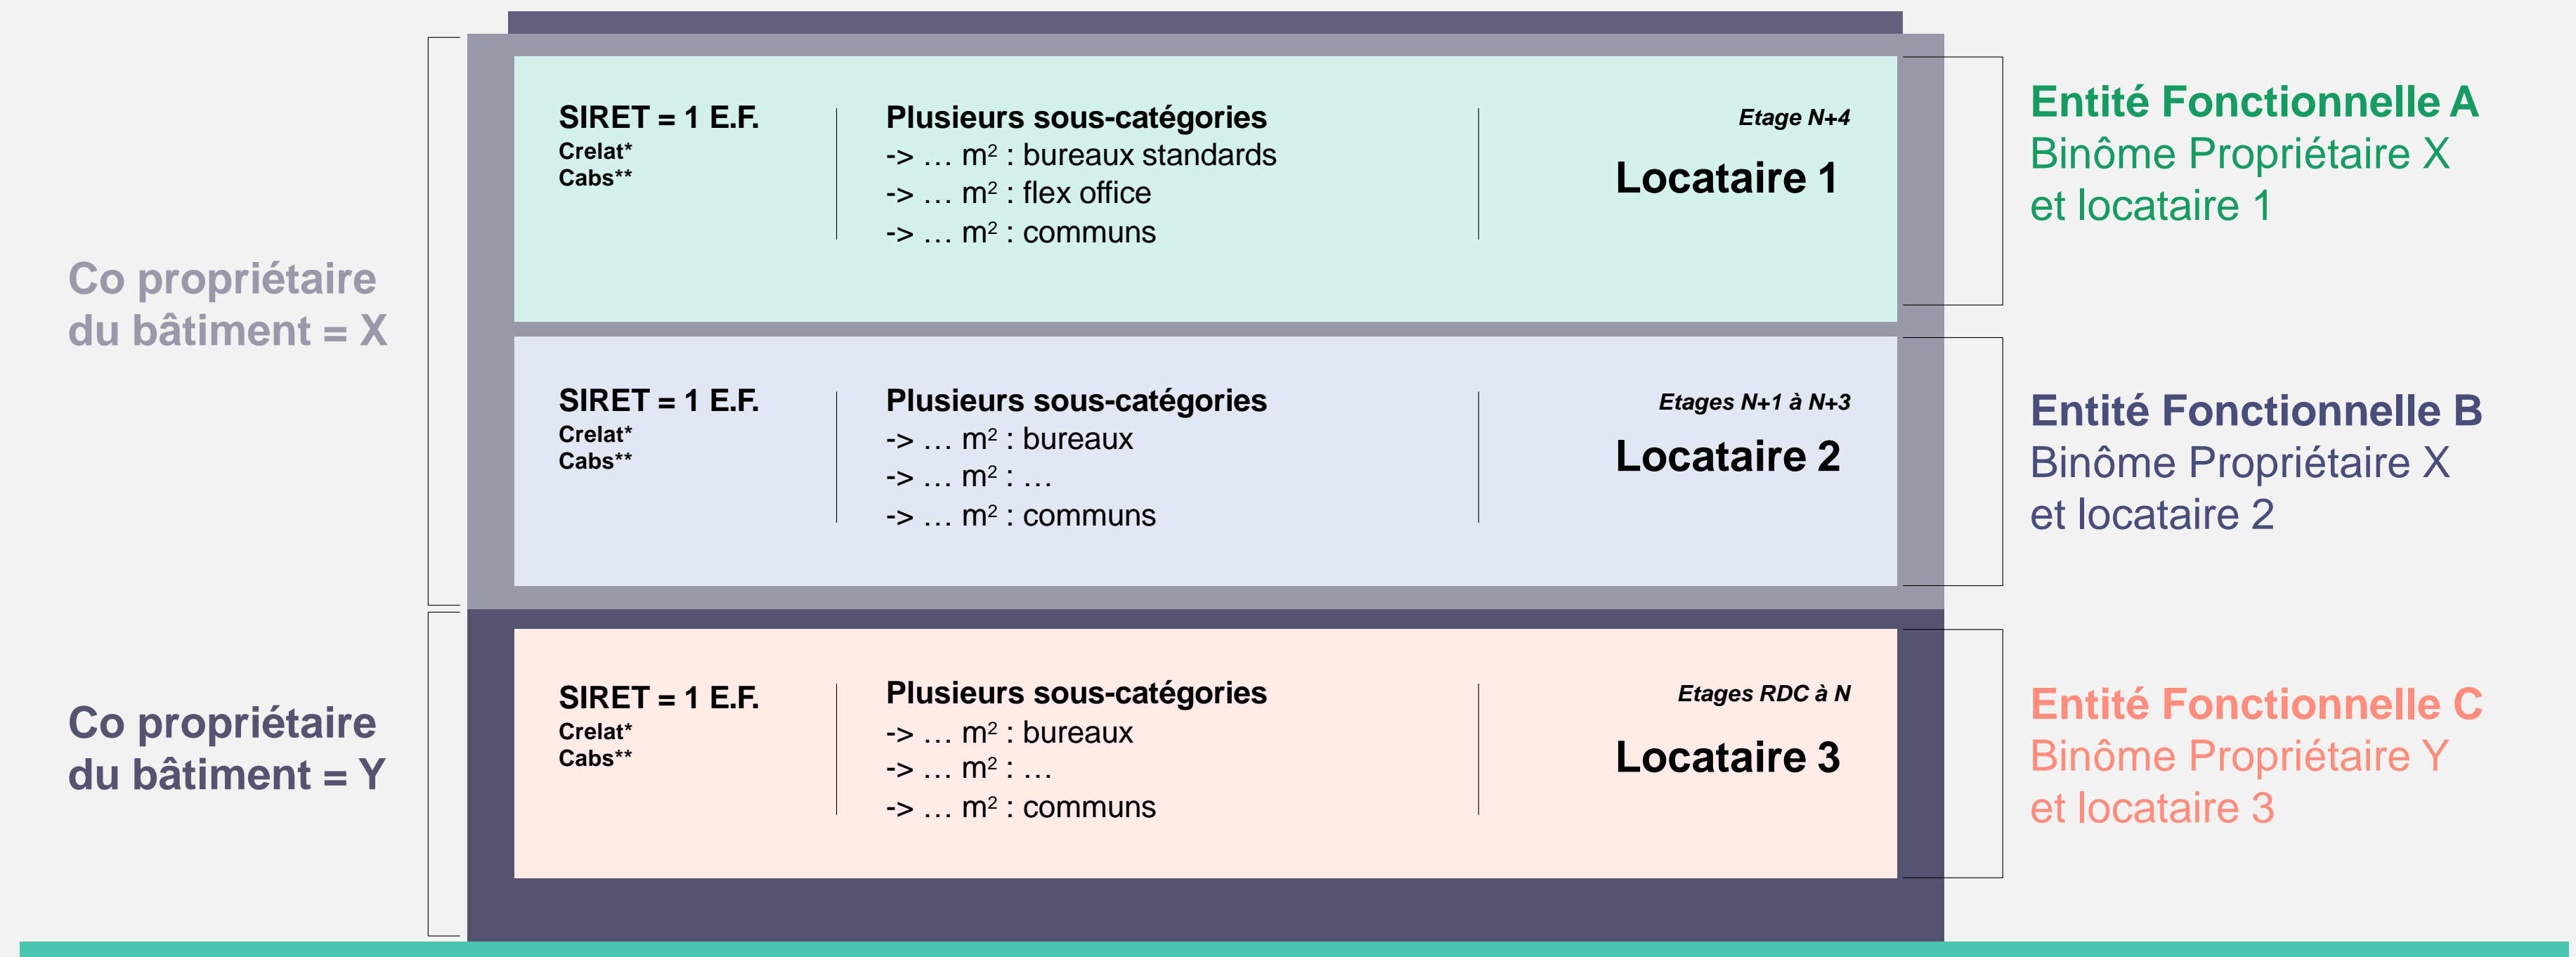 Co propriétaire
du bâtiment = X
SIRET = 1 E.F.
Crelat*
Cabs**
Plusieurs sous-catégories
-> … m² : bureaux standards
-> … m² : flex office
-> … m² : communs
Etage N+4
Locataire 1
Entité Fonctionnelle A
Binôme Propriétaire X
et locataire 1
SIRET = 1 E.F.
Crelat*
Cabs**
Plusieurs sous-catégories
-> … m² : bureaux
-> … m² : …
-> … m² : communs
Etages N+1 à N+3
Locataire 2
Entité Fonctionnelle B
Binôme Propriétaire X
et locataire 2
Co propriétaire
du bâtiment = Y
SIRET = 1 E.F.
Crelat*
Cabs**
Plusieurs sous-catégories
-> … m² : bureaux
-> … m² : …
-> … m² : communs
Etages RDC à N
Locataire 3
Entité Fonctionnelle C
Binôme Propriétaire Y
et locataire 3